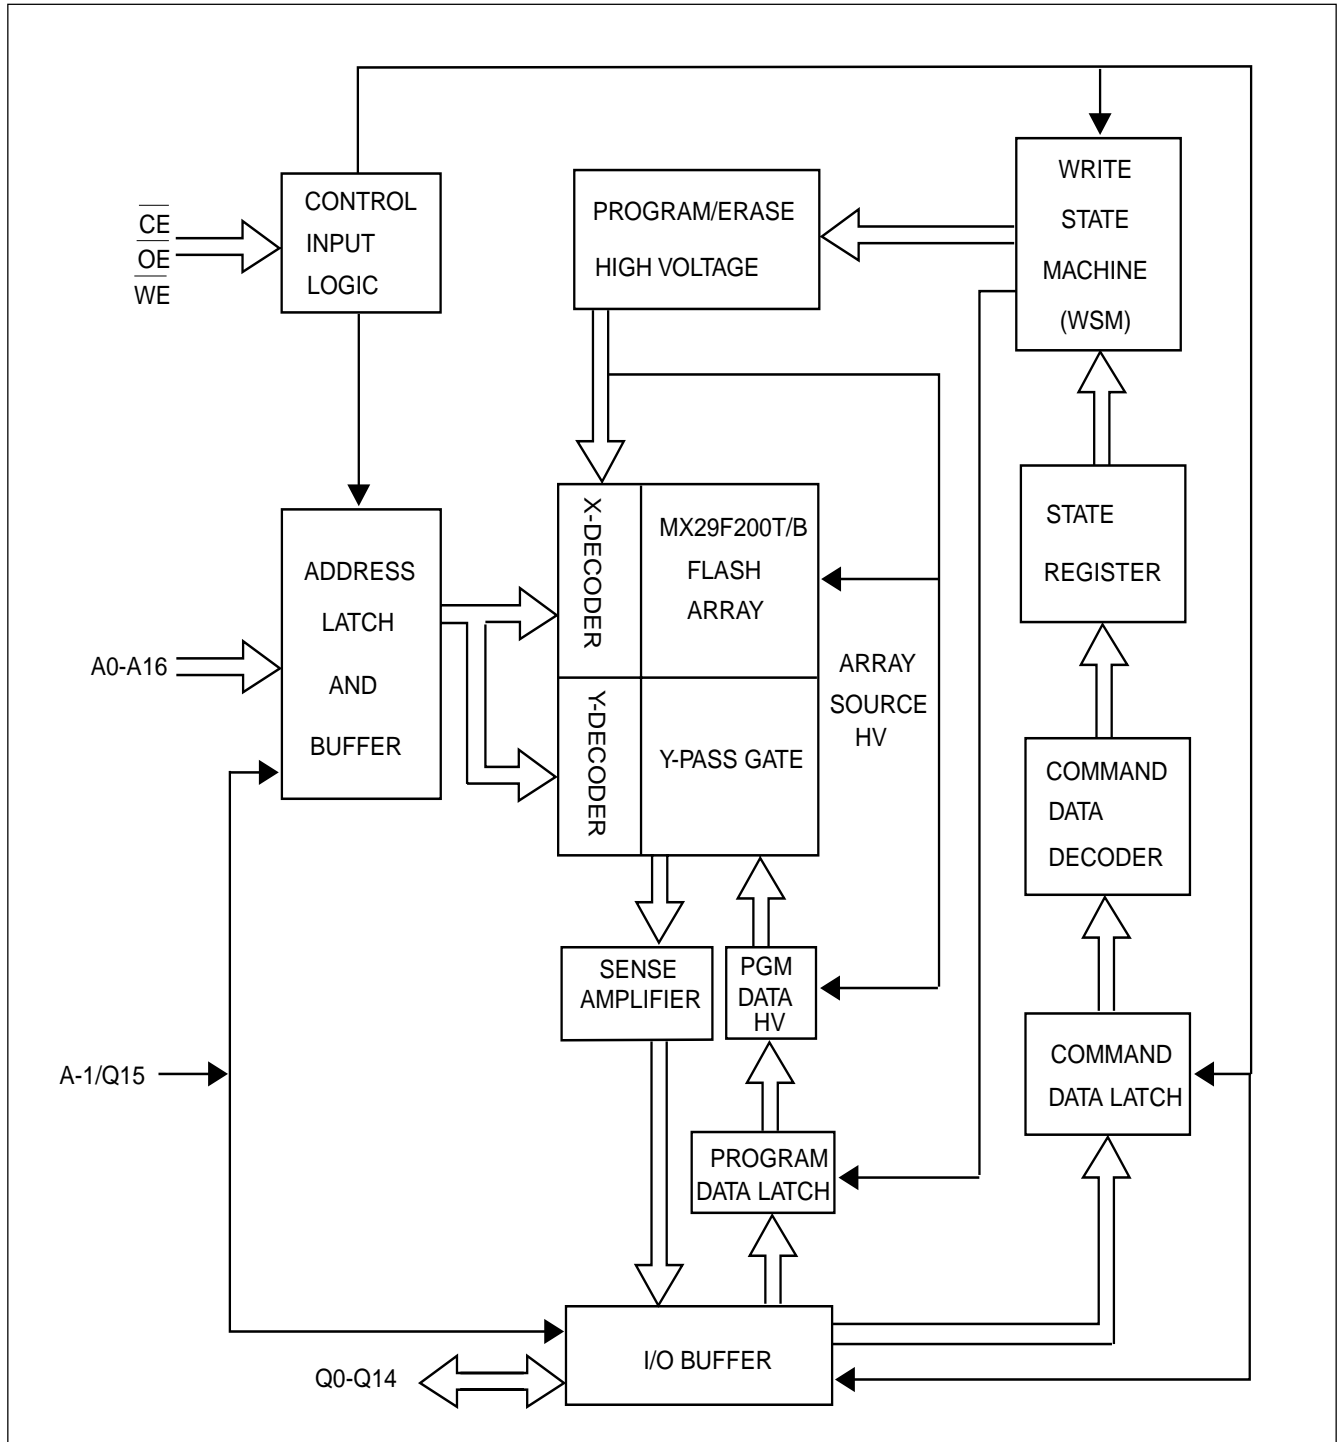 CONTROL
INPUT
LOGIC
CE
OE
WE
PROGRAM/ERASE
HIGH VOLTAGE
WRITE
STATE
MACHINE
(WSM)
ADDRESS
LATCH
AND
BUFFER
A0-A16
X-DECODER
MX29F200T/B
FLASH
ARRAY
Y-DECODER
Y-PASS GATE
ARRAY
SOURCE
HV
STATE
REGISTER
COMMAND
DATA
DECODER
SENSE
AMPLIFIER
PGM
DATA
HV
COMMAND
DATA LATCH
A-1/Q15
PROGRAM
DATA LATCH
Q0-Q14
I/O BUFFER